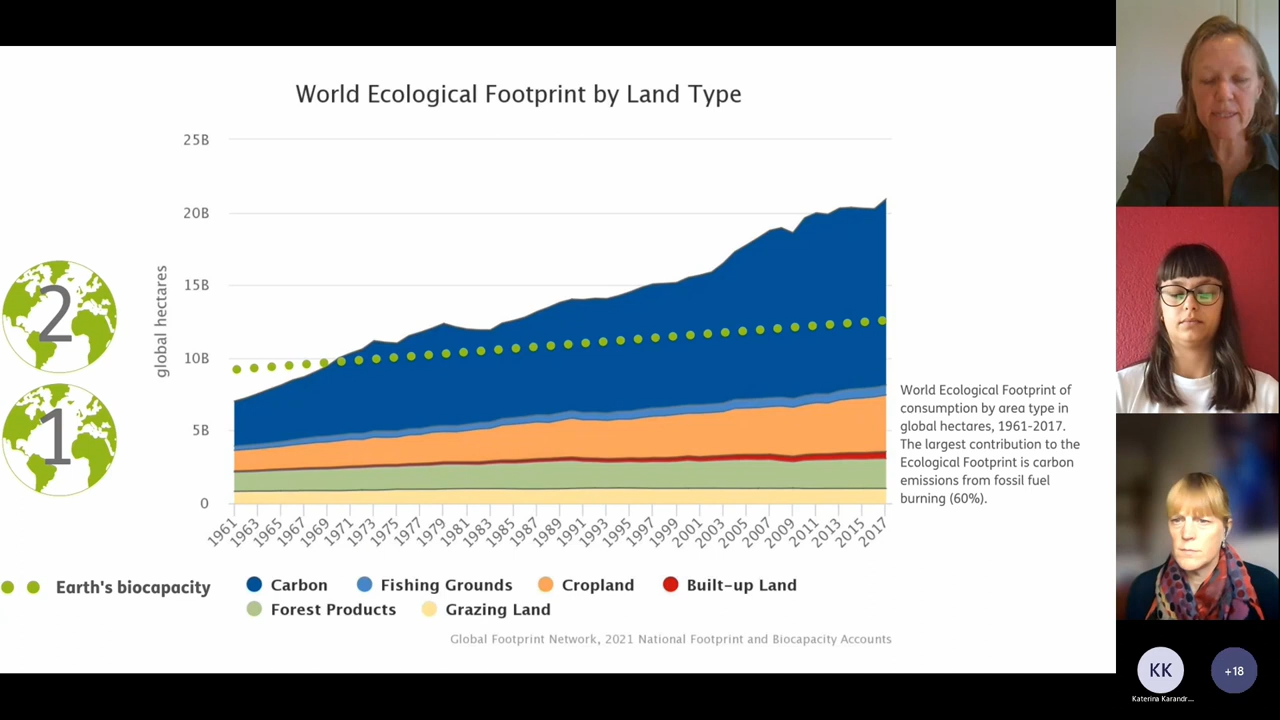 World Ecological Footprint by Land Type
25B
20B
15B
10B
5B
0
global hectares
2
1
1961
1963
1965
1967
1969
1971
1973
1975
1977
1979
1981
1983
1985
1987
1989
1991
1993
1995
1997
1999
2001
2003
2005
2007
2009
2011
2013
2015
2017
World Ecological Footprint of
consumption by area type in
global hectares, 1961-2017.
The largest contribution to the
Ecological Footprint is carbon
emissions from fossil fuel
burning (60%).
Earth's biocapacity
Carbon Fishing Grounds Cropland Built-up Land
Forest Products Grazing Land
Global Footprint Network, 2021 National Footprint and Biocapacity Accounts
KK
+18
Katerina Karandr...